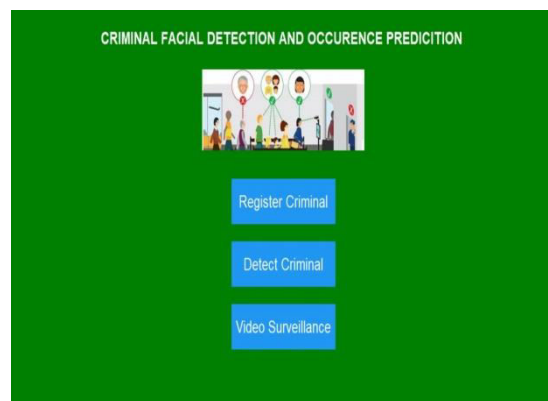 CRIMINAL FACIAL DETECTION AND OCCURENCE PREDICITION
Register Criminal
Detect Criminal
Video Surveillance